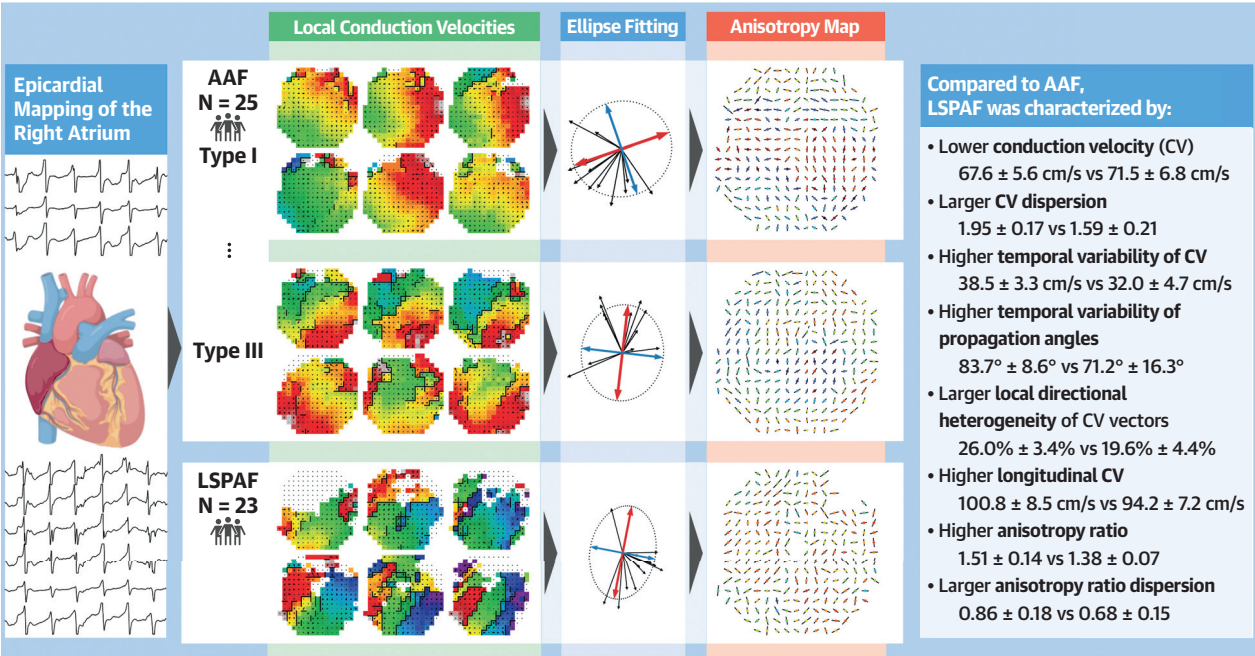 Local Conduction Velocities
Ellipse Fitting
Anisotropy Map
Epicardial
Mapping of the
Right Atrium
AAF
N = 25
Type I
⋮
Type III
LSPAF
N = 23
Compared to AAF,
LSPAF was characterized by:
• Lower conduction velocity (CV)
67.6 ± 5.6 cm/s vs 71.5 ± 6.8 cm/s
• Larger CV dispersion
1.95 ± 0.17 vs 1.59 ± 0.21
• Higher temporal variability of CV
38.5 ± 3.3 cm/s vs 32.0 ± 4.7 cm/s
• Higher temporal variability of
propagation angles
83.7° ± 8.6° vs 71.2° ± 16.3°
• Larger local directional
heterogeneity of CV vectors
26.0% ± 3.4% vs 19.6% ± 4.4%
• Higher longitudinal CV
100.8 ± 8.5 cm/s vs 94.2 ± 7.2 cm/s
• Higher anisotropy ratio
1.51 ± 0.14 vs 1.38 ± 0.07
• Larger anisotropy ratio dispersion
0.86 ± 0.18 vs 0.68 ± 0.15